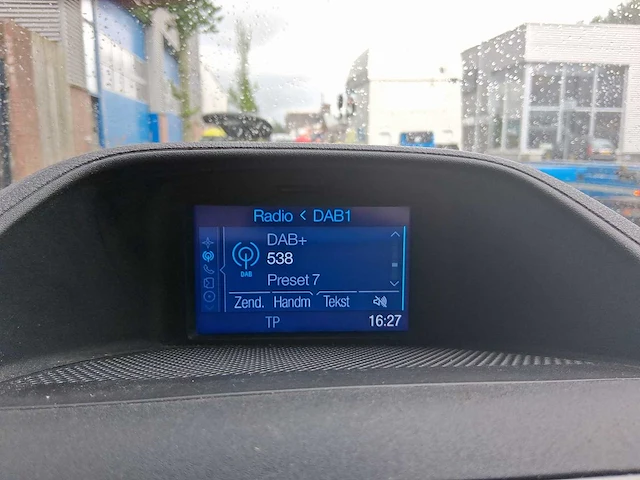 Radio < DAB1
DAB+
538
DAB
Preset 7
Zend. Handm Tekst
TP 16:27